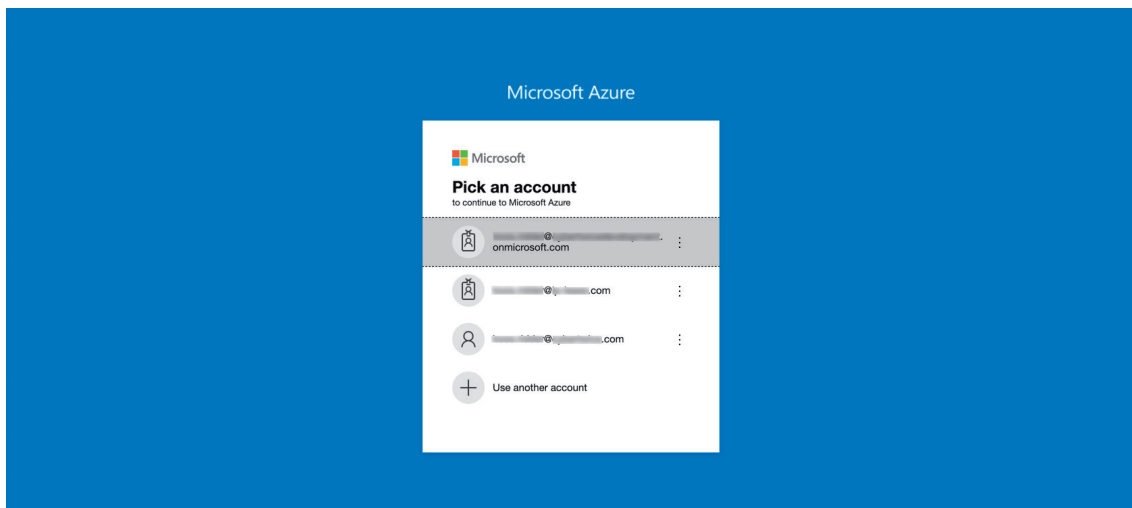 Microsoft Azure
Microsoft
Pick an account
to continue to Microsoft Azure
@
onmicrosoft.com
@ .com
@ .com
Use another account